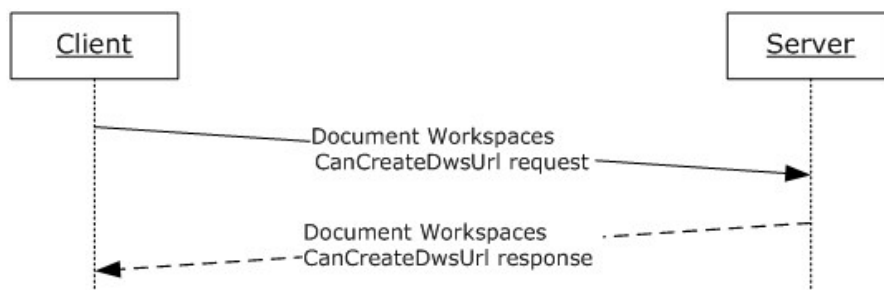 Client
Server
Document Workspaces
CanCreateDwsUrl request
Document Workspaces
CanCreateDwsUrl response